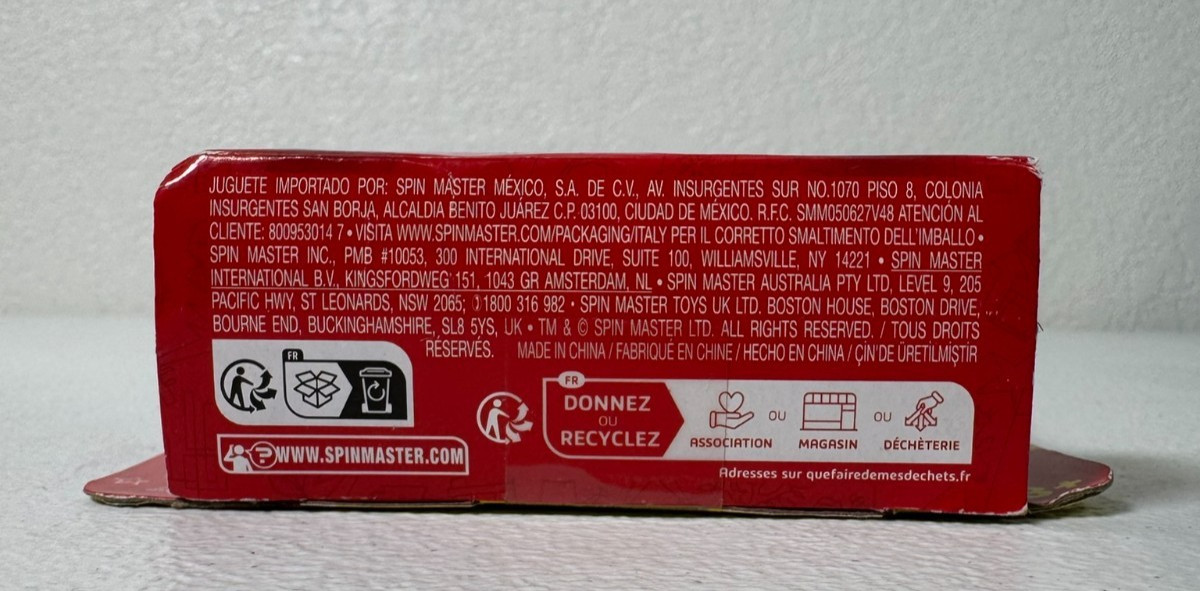 JUGUETE IMPORTADO POR: SPIN MASTER MÉXICO, S.A. DE C.V., AV. INSURGENTES SUR NO.1070 PISO 8, COLONIA
INSURGENTES SAN BORJA, ALCALDIA BENITO JUÁREZ C.P. 03100, CIUDAD DE MÉXICO. R.F.C. SMM050627V48 ATENCIÓN AL
CLIENTE: 800953014 7 • VISITA WWW.SPINMASTER.COM/PACKAGING/ITALY PER IL CORRETTO SMALTIMENTO DELL'IMBALLO •
SPIN MASTER INC., PMB #10053, 300 INTERNATIONAL DRIVE, SUITE 100, WILLIAMSVILLE, NY 14221 • SPIN MASTER
INTERNATIONAL B.V., KINGSFORDWEG 151, 1043 GR AMSTERDAM, NL • SPIN MASTER AUSTRALIA PTY LTD, LEVEL 9, 205
PACIFIC HWY, ST LEONARDS, NSW 2065; 1800 316 982 • SPIN MASTER TOYS UK LTD. BOSTON HOUSE, BOSTON DRIVE,
BOURNE END, BUCKINGHAMSHIRE, SL8 5YS, UK • TM & © SPIN MASTER LTD. ALL RIGHTS RESERVED. / TOUS DROITS
RÉSERVÉS. MADE IN CHINA / FABRIQUÉ EN CHINE / HECHO EN CHINA / ÇIN'DE ÜRETILMIŞTIR
FR
FR
DONNEZ
OU
RECYCLEZ
ASSOCIATION OU MAGASIN OU DÉCHÈTERIE
? WWW.SPINMASTER.COM
Adresses sur quefairedemesdechets.fr